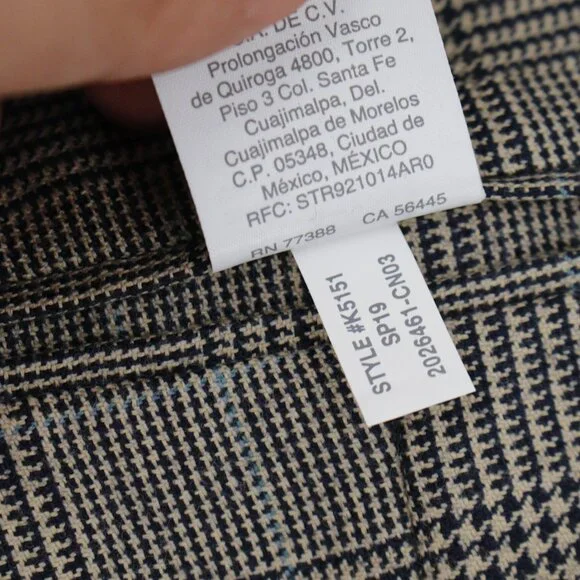 DE C.V.
Prolongación Vasco
de Quiroga 4800, Torre 2,
Piso 3 Col. Santa Fe
Cuajimalpa, Del.
Cuajimalpa de Morelos
C.P. 05348, Ciudad de
México, MÉXICO
RFC: STR921014AR0
RN 77388 CA 56445
STYLE #K5151
SP19
2026461-CN03